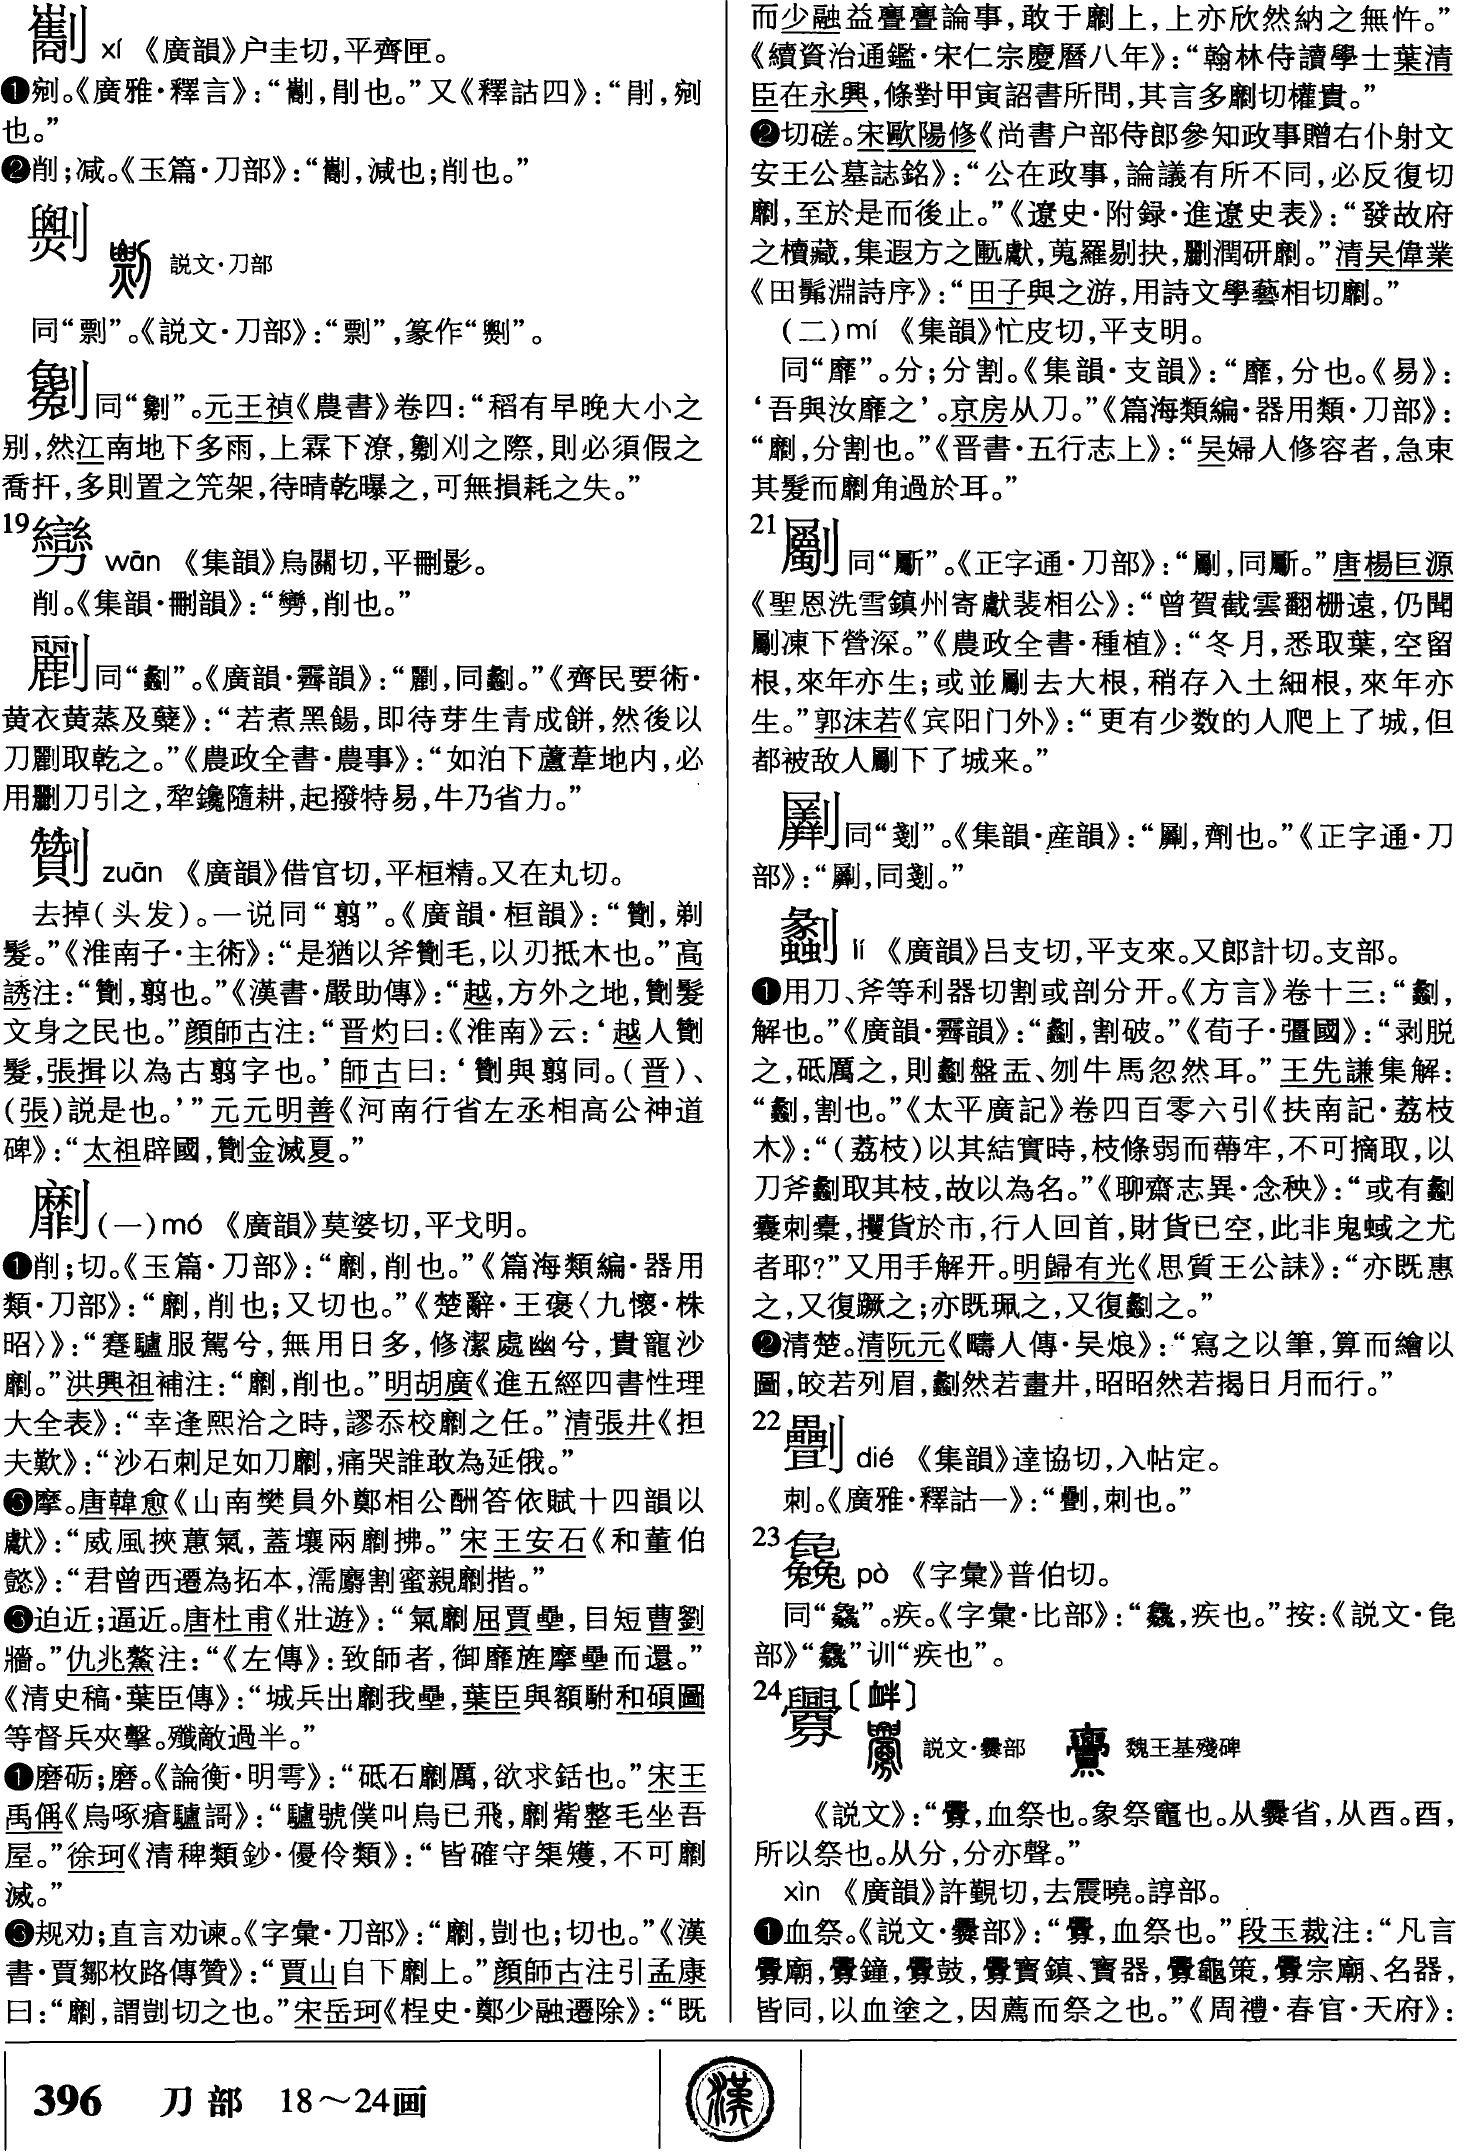 xí 《廣韻》户圭切，平齊匣。
❶剜。《廣雅·釋言》：“劑，剈也。”又《釋詁四》：“剈，剜
也。”
❷削；减。《玉篇·刀部》：“，減也；削也。”
説文·刀部
同“剽”。《説文·刀部》：“剽”，篆作“”。
同“劖”。元王禎《農書》卷四：“稻有早晚大小之
别，然江南地下多雨，上霖下潦，劖刈之際，則必須假之
喬扦，多則置之笐架，待晴乾曝之，可無損耗之失。”
19 wān 《集韻》烏關切，平刪影。
削。《集韻·刪韻》：“，削也。”
劚同“劙”。《廣韻·霽韻》：“，同劙。”《齊民要術·
黄衣黄蒸及糵》：“若煮黑餳，即待芽生青成餅，然後以
刀取乾之。”《農政全書·農事》：“如泊下蘆葦地内，必
用刀引之，犂鑱隨耕，起撥特易，牛乃省力。”
劗 zuān 《廣韻》借官切，平桓精。又在丸切。
去掉（头发）。一说同“翦”。《廣韻·桓韻》：“劗，剃
髮。”《淮南子·主術》：“是猶以斧劗毛，以刃抵木也。”高
誘注：“劗，翦也。”《漢書·嚴助傳》：“越，方外之地，劗髮
文身之民也。”顔師古注：“晋灼曰：《淮南》云：‘越人劗
髮，張揖以為古翦字也。’師古曰：‘劗與翦同。（晋）、
（張）説是也。’”元元明善《河南行省左丞相高公神道
碑》：“太祖辟國，劗金滅夏。”
劘（一）mó 《廣韻》莫婆切，平戈明。
❶削；切。《玉篇·刀部》：“劘，削也。”《篇海類編·器用
類·刀部》：“劘，削也；又切也。”《楚辭·王褒〈九懷·株
昭〉》：“蹇驢服駕兮，無用日多，修潔處幽兮，貴寵沙
劘。”洪興祖補注：“劘，削也。”明胡廣《進五經四書性理
大全表》：“幸逢熙洽之時，謬忝校劘之任。”清張井《担
夫歎》：“沙石刺足如刀劘，痛哭誰敢為延俄。”
❸摩。唐韓愈《山南樊員外鄭相公酬答依賦十四韻以
獻》：“威風挾蕙氣，蓋壤兩劘拂。”宋王安石《和董伯
懿》：“君曾西遷為拓本，濡麝割蜜親劘揩。”
❸迫近；逼近。唐杜甫《壯遊》：“氣劘屈賈壘，目短曹劉
牆。”仇兆鰲注：“《左傳》：致師者，御靡旌摩壘而還。”
《清史稿·葉臣傳》：“城兵出劘我壘，葉臣與額駙和碩圖
等督兵夾擊。殲敵過半。”
❶磨砺；磨。《論衡·明雩》：“砥石劘厲，欲求銛也。”宋王
禹偁《烏啄瘡驢謌》：“驢號僕叫烏已飛，劘觜整毛坐吾
屋。”徐珂《清稗類鈔·優伶類》：“皆確守榘矱，不可劘
滅。”
❸规劝；直言劝谏。《字彙·刀部》：“劘，剴也；切也。”《漢
書·賈鄒枚路傳贊》：“賈山自下劘上。”顔師古注引孟康
曰：“劘，謂剴切之也。”宋岳珂《桯史·鄭少融遷除》：“既
而少融益亹亹論事，敢于劘上，上亦欣然納之無忤。”
《續資治通鑑·宋仁宗慶曆八年》：“翰林侍讀學士葉清
臣在永興，條對甲寅詔書所問，其言多劘切權貴。”
❷切磋。宋歐陽修《尚書户部侍郎參知政事贈右仆射文
安王公墓誌銘》：“公在政事，論議有所不同，必反復切
劘，至於是而後止。”《遼史·附録·進遼史表》：“發故府
之櫝藏，集遐方之匭獻，蒐羅剔抉，劚潤研劘。”清吴偉業
《田髴淵詩序》：“田子與之游，用詩文學藝相切劘。”
（二）mí 《集韻》忙皮切，平支明。
同“靡”。分；分割。《集韻·支韻》：“靡，分也。《易》：
‘吾與汝靡之’。京房从刀。”《篇海類編·器用類·刀部》：
“劘，分割也。”《晋書·五行志上》：“吴婦人修容者，急束
其髮而劘角過於耳。”
21劚同“斸”。《正字通·刀部》：“劚，同斸。”唐楊巨源
《聖恩洗雪鎮州寄獻裴相公》：“曾賀截雲翻栅遠，仍聞
劚凍下營深。”《農政全書·種植》：“冬月，悉取葉，空留
根，來年亦生；或並劚去大根，稍存入土細根，來年亦
生。”郭沫若《宾阳门外》：“更有少数的人爬上了城，但
都被敌人劚下了城来。”
同“剗”。《集韻·産韻》：“，劑也。”《正字通·刀
部》：“，同剗。”
劙 lí 《廣韻》吕支切，平支來。又郎計切。支部。
❶用刀、斧等利器切割或剖分开。《方言》卷十三：“劙，
解也。”《廣韻·霽韻》：“劙，割破。”《荀子·彊國》：“剥脱
之，砥厲之，則劙盤盂、刎牛馬忽然耳。”王先謙集解：
“劙，割也。”《太平廣記》卷四百零六引《扶南記·荔枝
木》：“（荔枝）以其結實時，枝條弱而蔕牢，不可摘取，以
刀斧劙取其枝，故以為名。”《聊齋志異·念秧》：“或有劙
囊刺橐，攫貨於市，行人回首，財貨已空，此非鬼蜮之尤
者耶？”又用手解开。明歸有光《思質王公誄》：“亦既惠
之，又復蹶之；亦既珮之，又復劙之。”
❷清楚。清阮元《疇人傳·吴烺》：“寫之以筆，算而繪以
圖，皎若列眉，劙然若畫井，昭昭然若揭日月而行。”
22 dié 《集韻》達協切，入帖定。
刺。《廣雅·釋詁一》：“，刺也。”
23 pò 《字彙》普伯切。
同“”。疾。《字彙·比部》：“，疾也。”按：《説文·㲋
部》“”训“疾也”。
24釁〔衅〕
説文·爨部 魏王基殘碑
《説文》：“釁，血祭也。象祭竈也。从爨省，从酉。酉，
所以祭也。从分，分亦聲。”
xìn 《廣韻》許覲切，去震曉。諄部。
❶血祭。《説文·爨部》：“釁，血祭也。”段玉裁注：“凡言
釁廟，釁鐘，釁鼓，釁寶鎮、寶器，釁龜策，釁宗廟、名器，
皆同，以血塗之，因薦而祭之也。”《周禮·春官·天府》：
396 刀部 18～24画
漢